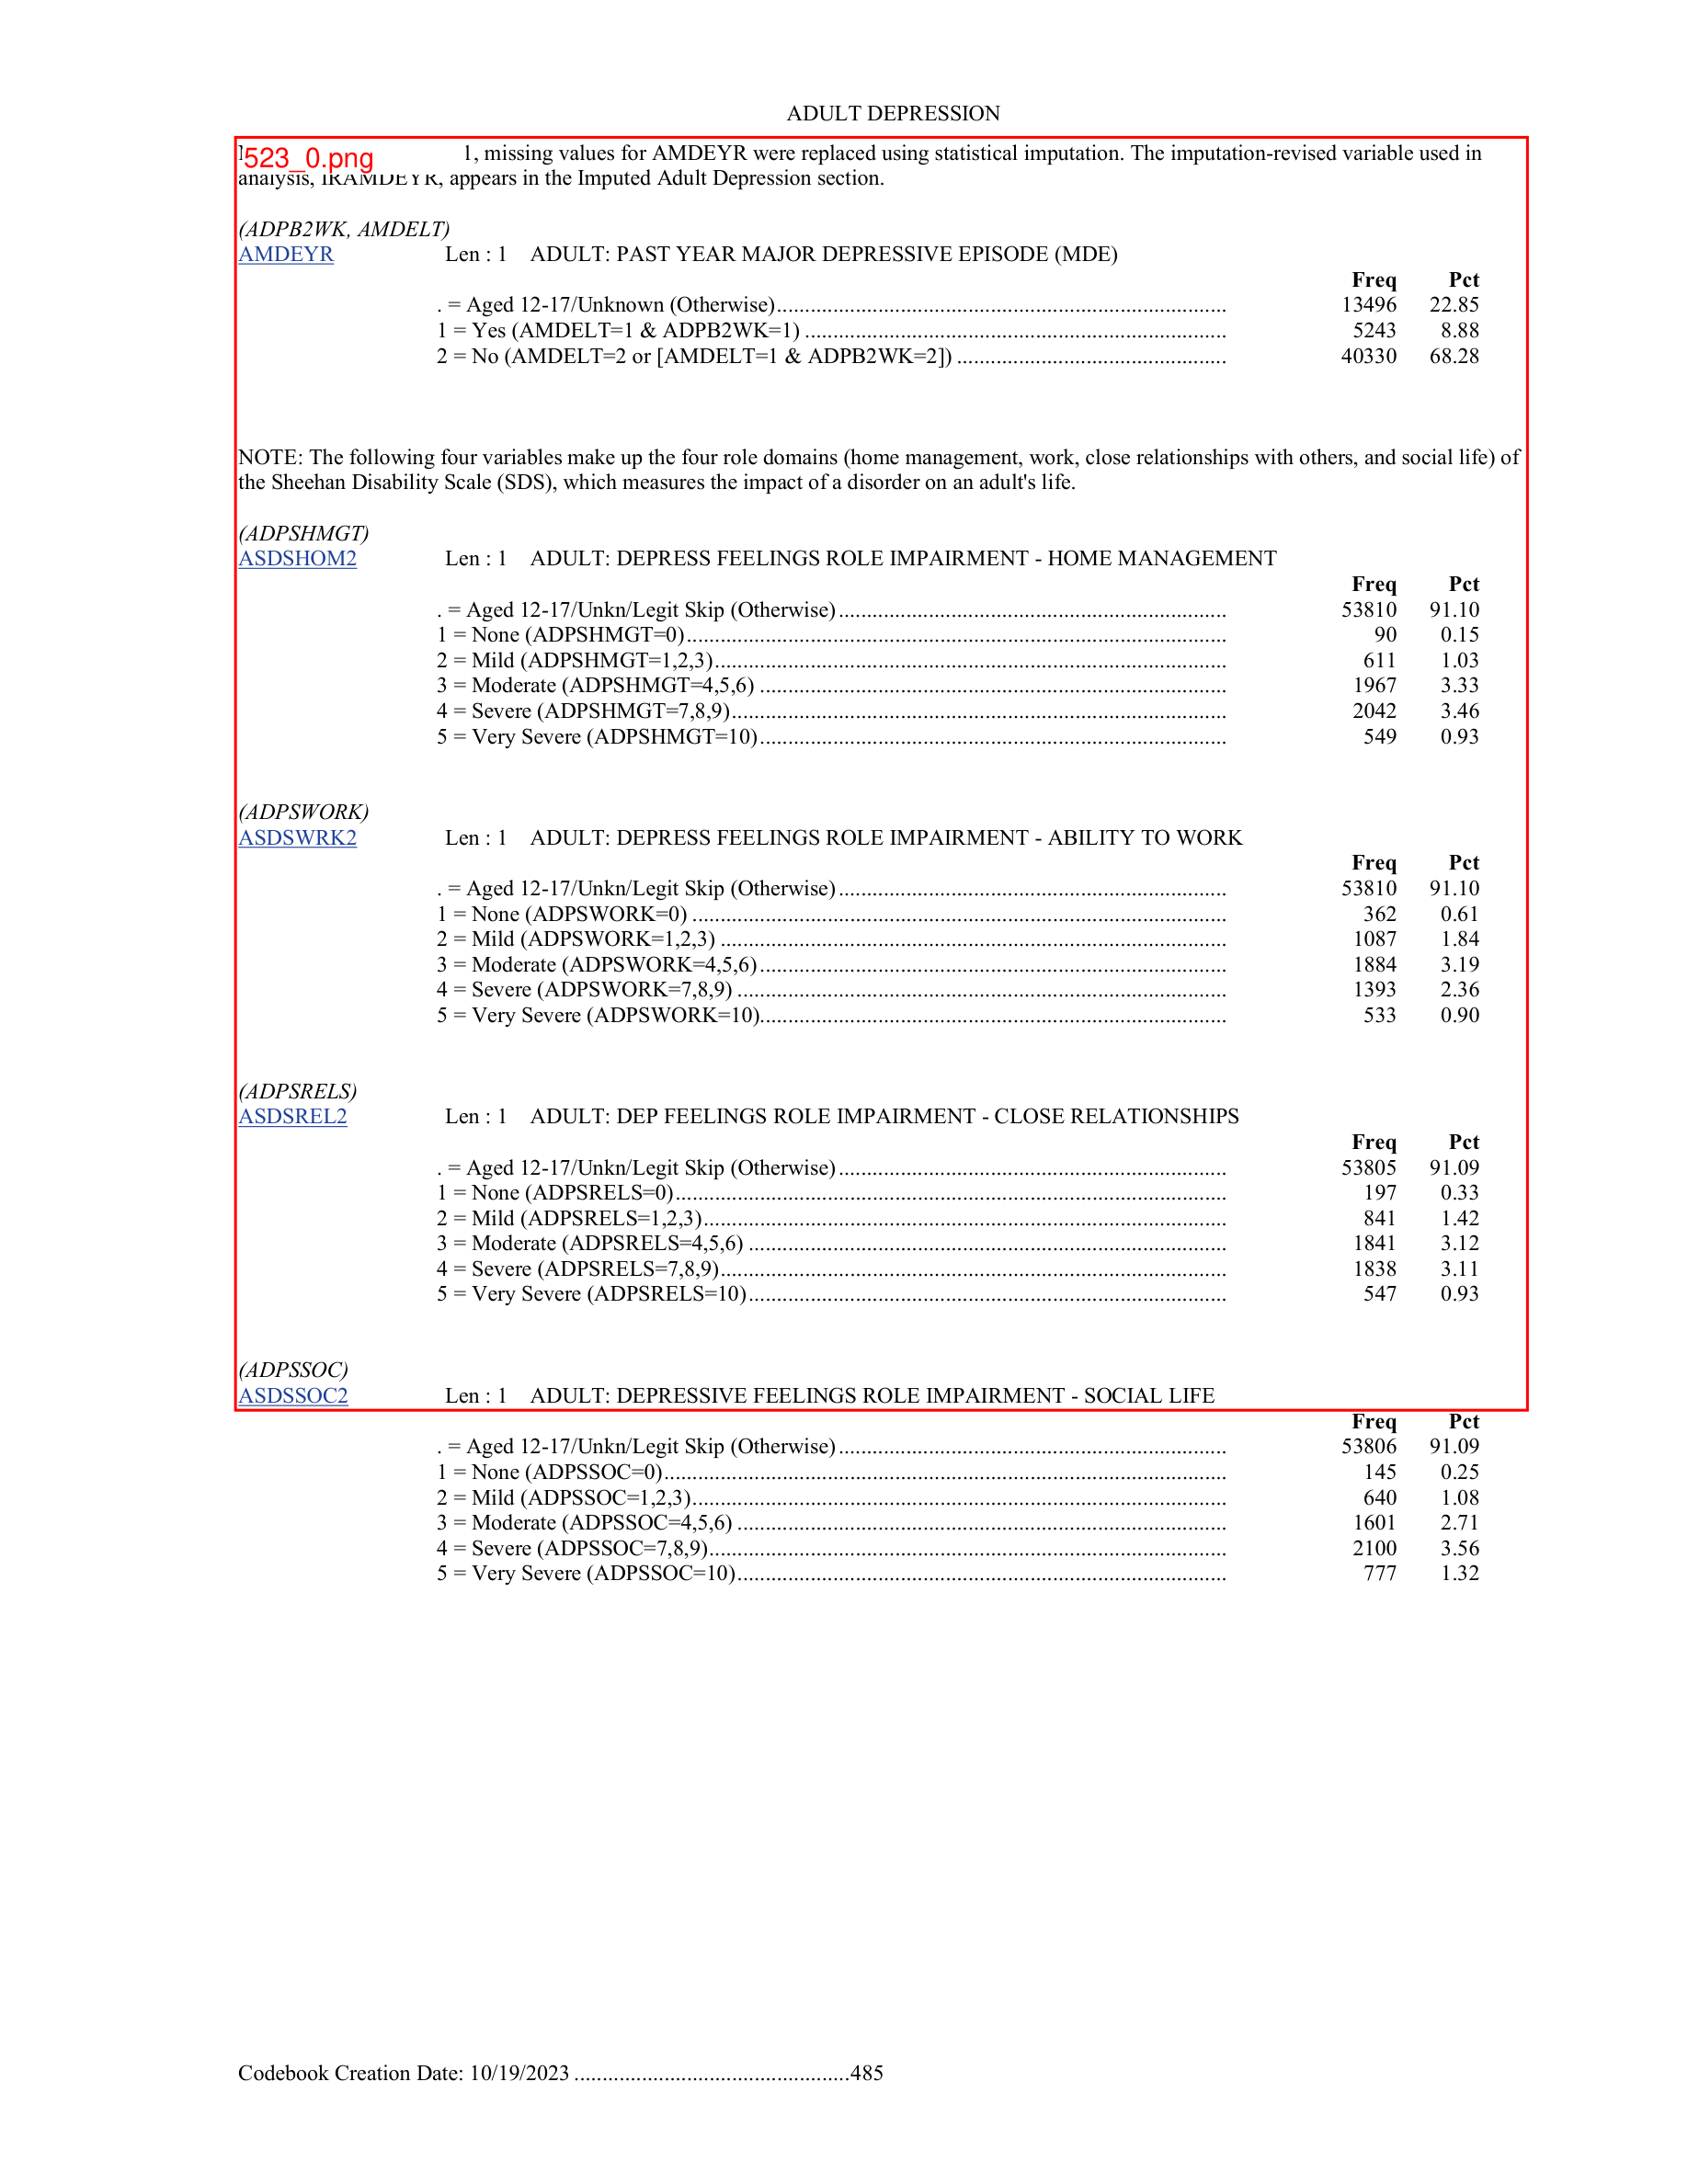 ADULT DEPRESSION
523_0.png 1, missing values for AMDEYR were replaced using statistical imputation. The imputation-revised variable used in
analysis, IRAMDEYR, appears in the Imputed Adult Depression section.
(ADPB2WK, AMDELT)
AMDEYR Len : 1 ADULT: PAST YEAR MAJOR DEPRESSIVE EPISODE (MDE)
Freq Pct
. = Aged 12-17/Unknown (Otherwise)................................................................................ 13496 22.85
1 = Yes (AMDELT=1 & ADPB2WK=1) ........................................................................... 5243 8.88
2 = No (AMDELT=2 or [AMDELT=1 & ADPB2WK=2]) ................................................ 40330 68.28
NOTE: The following four variables make up the four role domains (home management, work, close relationships with others, and social life) of
the Sheehan Disability Scale (SDS), which measures the impact of a disorder on an adult's life.
(ADPSHMGT)
ASDSHOM2 Len : 1 ADULT: DEPRESS FEELINGS ROLE IMPAIRMENT - HOME MANAGEMENT
Freq Pct
. = Aged 12-17/Unkn/Legit Skip (Otherwise)..................................................................... 53810 91.10
1 = None (ADPSHMGT=0)................................................................................................ 90 0.15
2 = Mild (ADPSHMGT=1,2,3)........................................................................................... 611 1.03
3 = Moderate (ADPSHMGT=4,5,6) ................................................................................... 1967 3.33
4 = Severe (ADPSHMGT=7,8,9)........................................................................................ 2042 3.46
5 = Very Severe (ADPSHMGT=10)................................................................................... 549 0.93
(ADPSWORK)
ASDSWRK2 Len : 1 ADULT: DEPRESS FEELINGS ROLE IMPAIRMENT - ABILITY TO WORK
Freq Pct
. = Aged 12-17/Unkn/Legit Skip (Otherwise)..................................................................... 53810 91.10
1 = None (ADPSWORK=0) ............................................................................................... 362 0.61
2 = Mild (ADPSWORK=1,2,3) .......................................................................................... 1087 1.84
3 = Moderate (ADPSWORK=4,5,6)................................................................................... 1884 3.19
4 = Severe (ADPSWORK=7,8,9) ....................................................................................... 1393 2.36
5 = Very Severe (ADPSWORK=10)................................................................................... 533 0.90
(ADPSRELS)
ASDSREL2 Len : 1 ADULT: DEP FEELINGS ROLE IMPAIRMENT - CLOSE RELATIONSHIPS
Freq Pct
. = Aged 12-17/Unkn/Legit Skip (Otherwise)..................................................................... 53805 91.09
1 = None (ADPSRELS=0).................................................................................................. 197 0.33
2 = Mild (ADPSRELS=1,2,3)............................................................................................. 841 1.42
3 = Moderate (ADPSRELS=4,5,6) ..................................................................................... 1841 3.12
4 = Severe (ADPSRELS=7,8,9).......................................................................................... 1838 3.11
5 = Very Severe (ADPSRELS=10)..................................................................................... 547 0.93
(ADPSSOC)
ASDSSOC2 Len : 1 ADULT: DEPRESSIVE FEELINGS ROLE IMPAIRMENT - SOCIAL LIFE
Freq Pct
. = Aged 12-17/Unkn/Legit Skip (Otherwise)..................................................................... 53806 91.09
1 = None (ADPSSOC=0).................................................................................................... 145 0.25
2 = Mild (ADPSSOC=1,2,3)............................................................................................... 640 1.08
3 = Moderate (ADPSSOC=4,5,6) ....................................................................................... 1601 2.71
4 = Severe (ADPSSOC=7,8,9)............................................................................................ 2100 3.56
5 = Very Severe (ADPSSOC=10)....................................................................................... 777 1.32
Codebook Creation Date: 10/19/2023 .................................................485